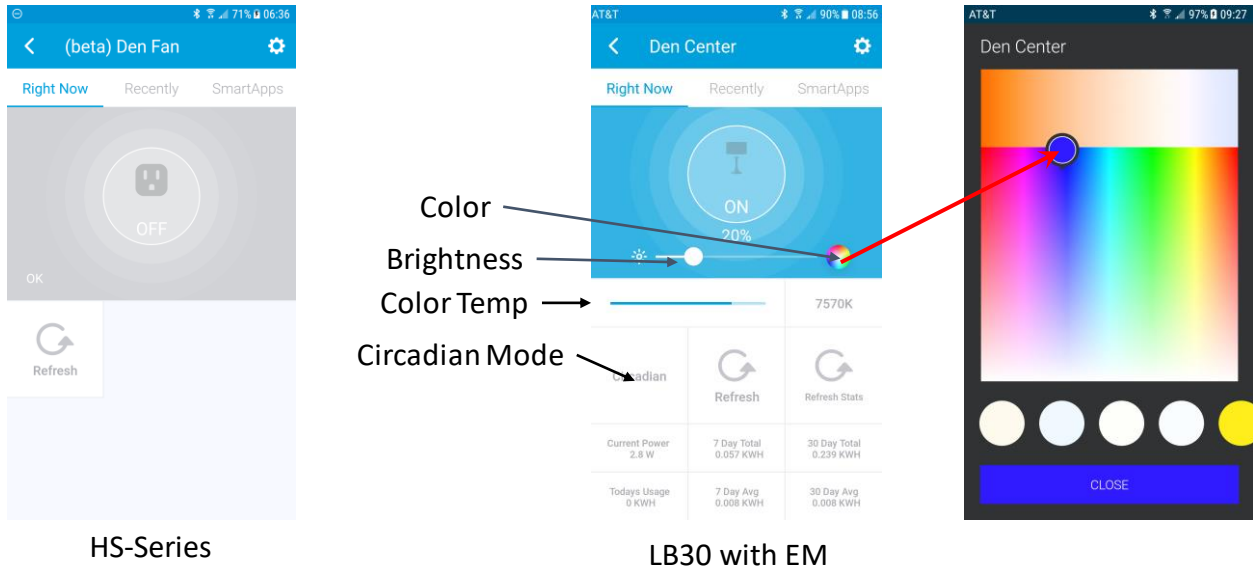 71% 06:36
(beta) Den Fan
Right Now Recently SmartApps
OFF
OK
Refresh
HS-Series
Color
Brightness
Color Temp
Circadian Mode
AT&T 90% 08:56
Den Center
Right Now Recently SmartApps
ON
20%
7570K
Circadian
Refresh
Refresh Stats
Current Power
2.8 W
7 Day Total
0.057 KWH
30 Day Total
0.239 KWH
Todays Usage
0 KWH
7 Day Avg
0.008 KWH
30 Day Avg
0.008 KWH
LB30 with EM
AT&T 97% 09:27
Den Center
CLOSE